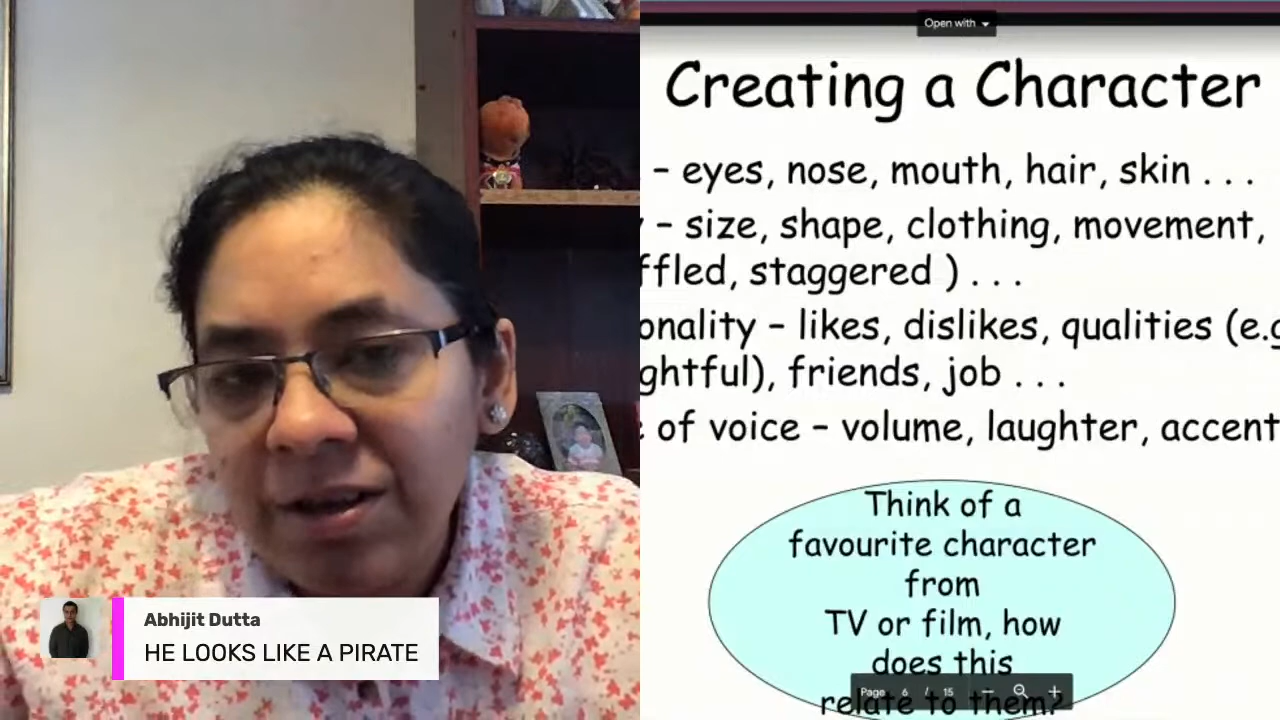 Open with
Creating a Character
– eyes, nose, mouth, hair, skin . . .
– size, shape, clothing, movement,
ffled, staggered ) . . .
onality – likes, dislikes, qualities (e.g
ghtful), friends, job . . .
of voice – volume, laughter, accent
Think of a
favourite character
from
TV or film, how
does this
relate to them?
Page 6 / 15
Abhijit Dutta
HE LOOKS LIKE A PIRATE